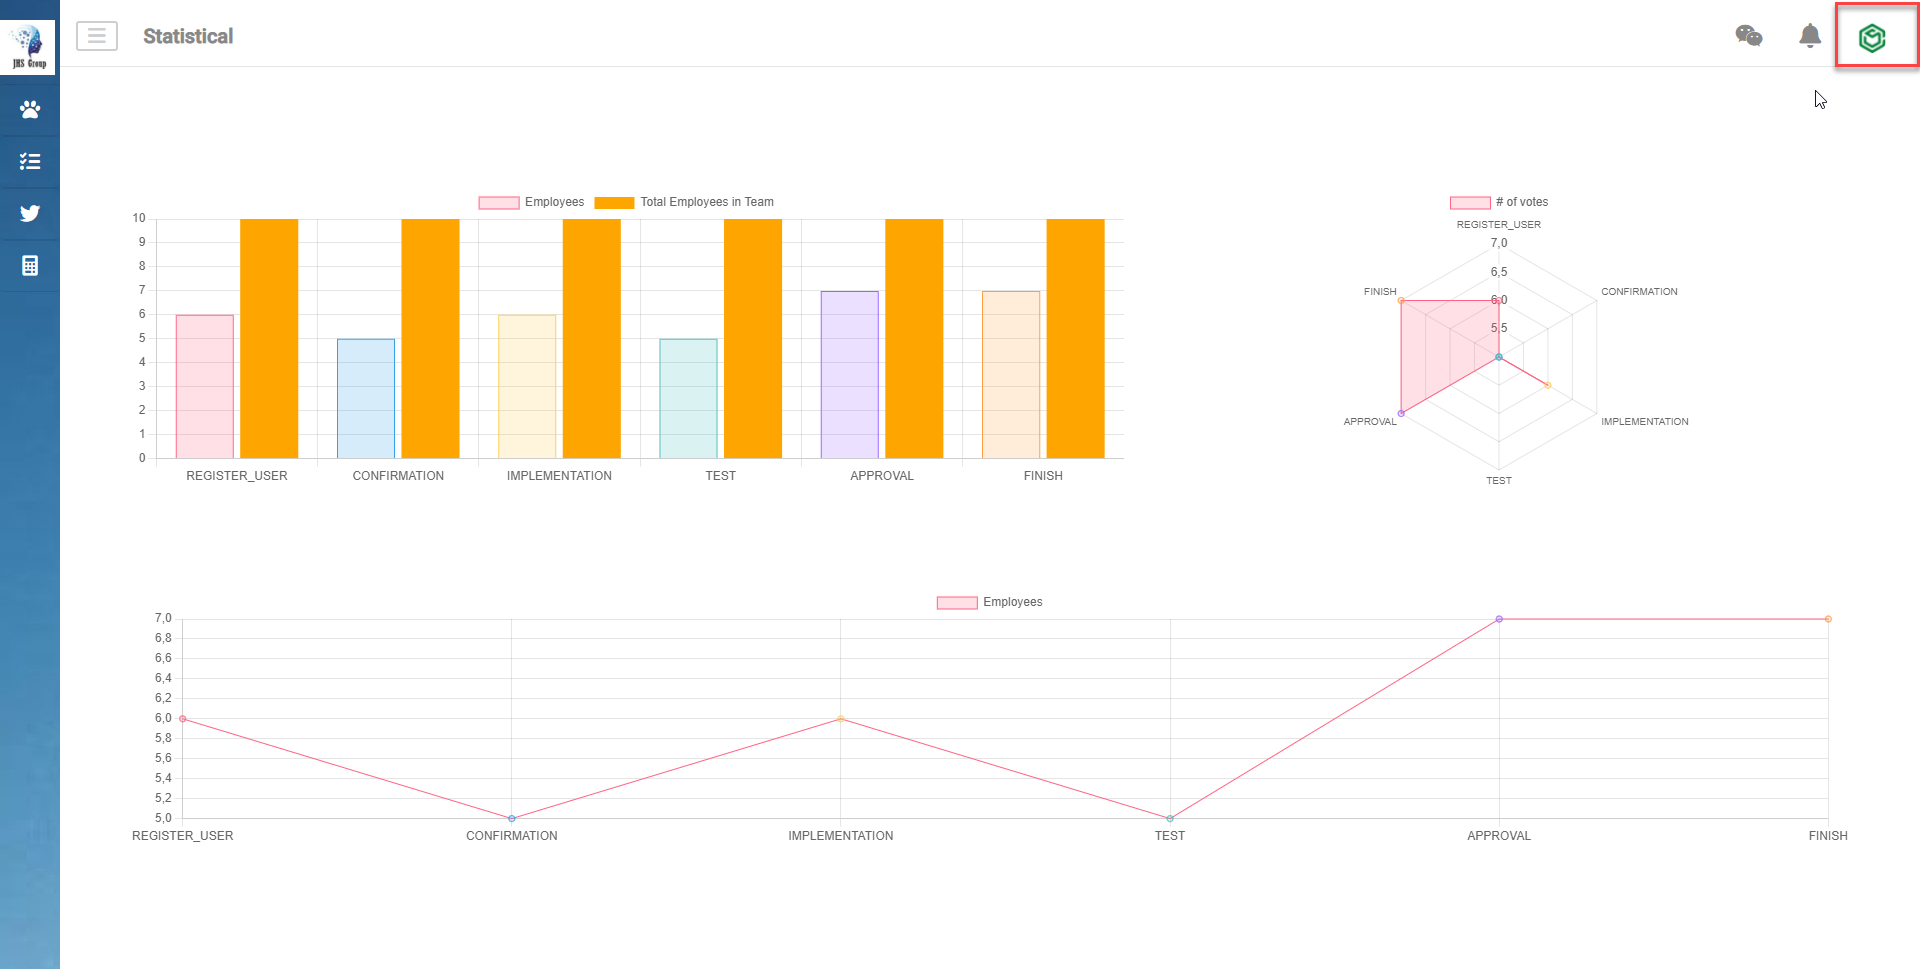 JHS Group
Statistical
Employees Total Employees in Team
10
9
8
7
6
5
4
3
2
1
0
REGISTER_USER CONFIRMATION IMPLEMENTATION TEST APPROVAL FINISH
# of votes
REGISTER_USER
7,0
6,5
6,0
5,5
FINISH CONFIRMATION
APPROVAL IMPLEMENTATION
TEST
Employees
7,0
6,8
6,6
6,4
6,2
6,0
5,8
5,6
5,4
5,2
5,0
REGISTER_USER CONFIRMATION IMPLEMENTATION TEST APPROVAL FINISH